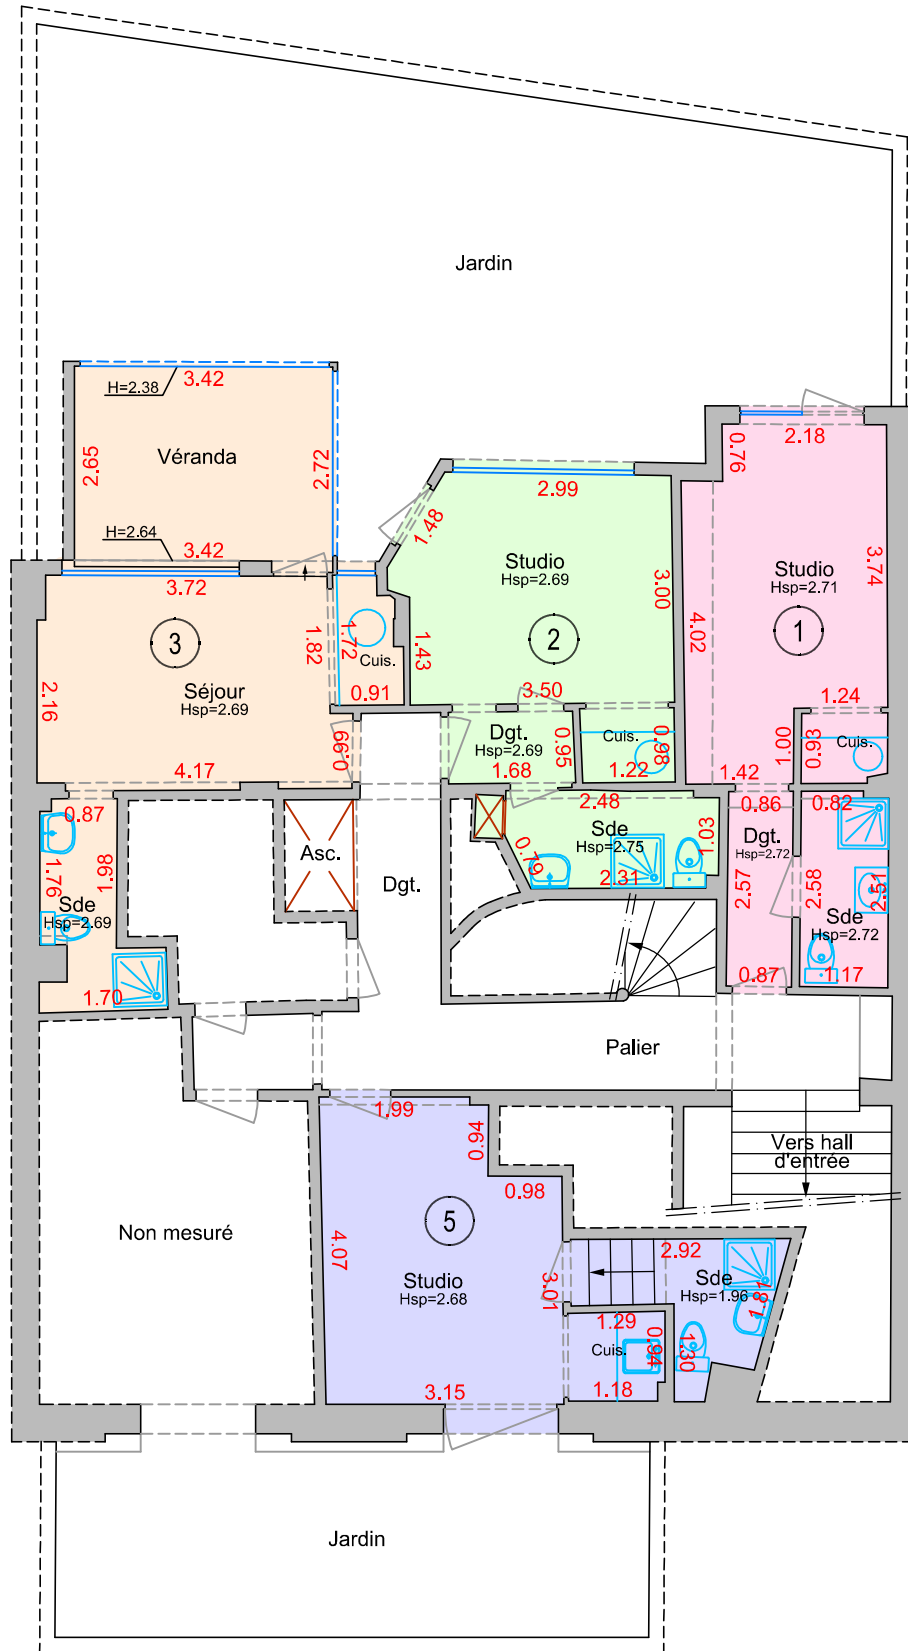 Jardin
H=2.38
3.42
Véranda
2.65
2.72
H=2.64
3.42
2.18
0.76
2.99
1.48
Studio
Hsp=2.69
3.00
2
1.43
3.50
Studio
Hsp=2.71
3.74
4.02
1
1.24
3.72
3
1.82
1.72
Cuis.
0.91
Séjour
Hsp=2.69
2.16
4.17
0.99
Dgt.
Hsp=2.69
0.95
1.68
Cuis.
0.98
1.22
1.00
0.93
Cuis.
1.42
0.87
1.98
1.76
Sde
Hsp=2.69
1.70
Asc.
Dgt.
2.48
Sde
Hsp=2.75
1.03
0.79
2.31
0.86
Dgt.
Hsp=2.72
2.57
0.87
0.82
2.58
2.51
Sde
Hsp=2.72
1.17
Palier
Vers hall
d'entrée
Non mesuré
1.99
0.94
0.98
5
4.07
Studio
Hsp=2.68
3.01
3.15
2.92
Sde
Hsp=1.96
1.81
1.29
Cuis.
0.94
1.30
1.18
Jardin